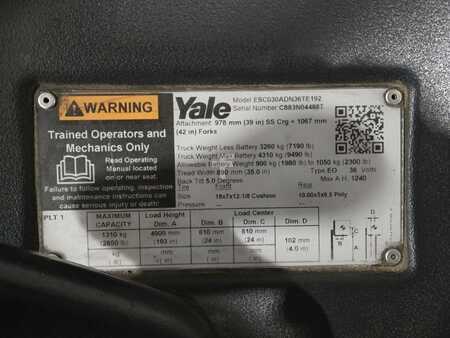 WARNING
Trained Operators and
Mechanics Only
Read Operating
Manual located
on or near seat.
Failure to follow operating, inspection
and maintenance instructions can
cause serious injury or death!
Yale
Model ESC030ADN36TE192
Serial Number C883N04488T
Attachment 978 mm (39 in) SS Crg + 1067 mm
(42 in) Forks
Truck Weight Less Battery 3260 kg (7190 lb)
Truck Weight Max Battery 4310 kg (9490 lb)
Allowable Battery Weight 900 kg (1980 lb) to 1050 kg (2300 lb)
Tread Width 890 mm (35.0 in) Type EO 36 Volts
Back Tilt 5.0 Degrees Max A.H. 1240
Tire Front Rear
18x7x12-1/8 Cushion 10.00x5x6.5 Poly
PLT 1
MAXIMUM CAPACITY
Load Height Dim. A
Load Center
Dim. B Dim. C Dim. D
1310 kg 4900 mm 610 mm 610 mm 102 mm
(193 in) (24 in) (24 in) (4.0 in)
kg mm mm mm
A
B
C
D